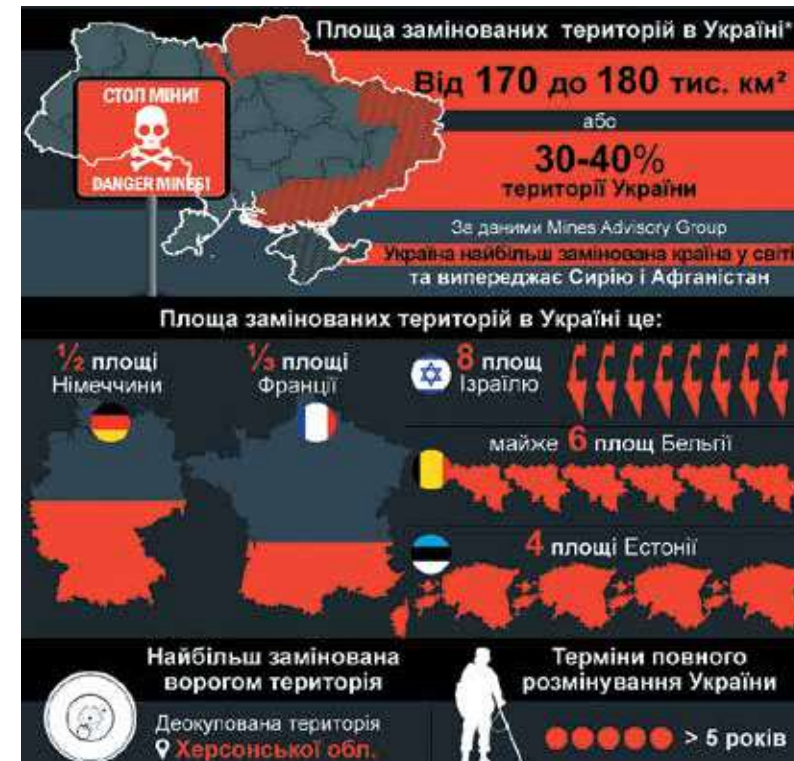 Площа замінованих територій в Україні*
Від 170 до 180 тис. км²
або
30-40%
території України
СТОП МІНИ!
DANGER MINES!
За даними Mines Advisory Group
Україна найбільш замінована країна у світі
та випереджає Сирію і Афганістан
Площа замінованих територій в Україні це:
½ площі
Німеччини
⅓ площі
Франції
8 площ
Ізраїлю
майже 6 площ Бельгії
4 площі Естонії
Найбільш замінована
ворогом територія
Деокупована територія
Херсонської обл.
Терміни повного
розмінування України
> 5 років